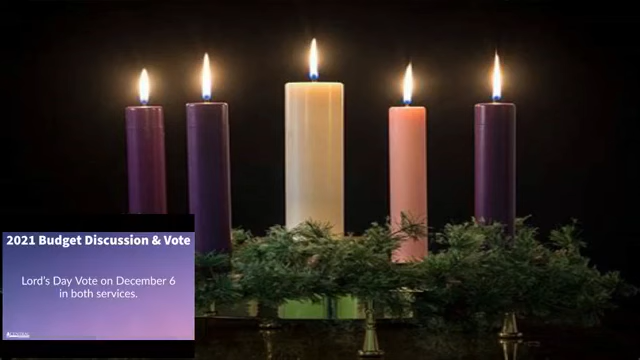 2021 Budget Discussion & Vote
Lord's Day Vote on December 6
in both services.